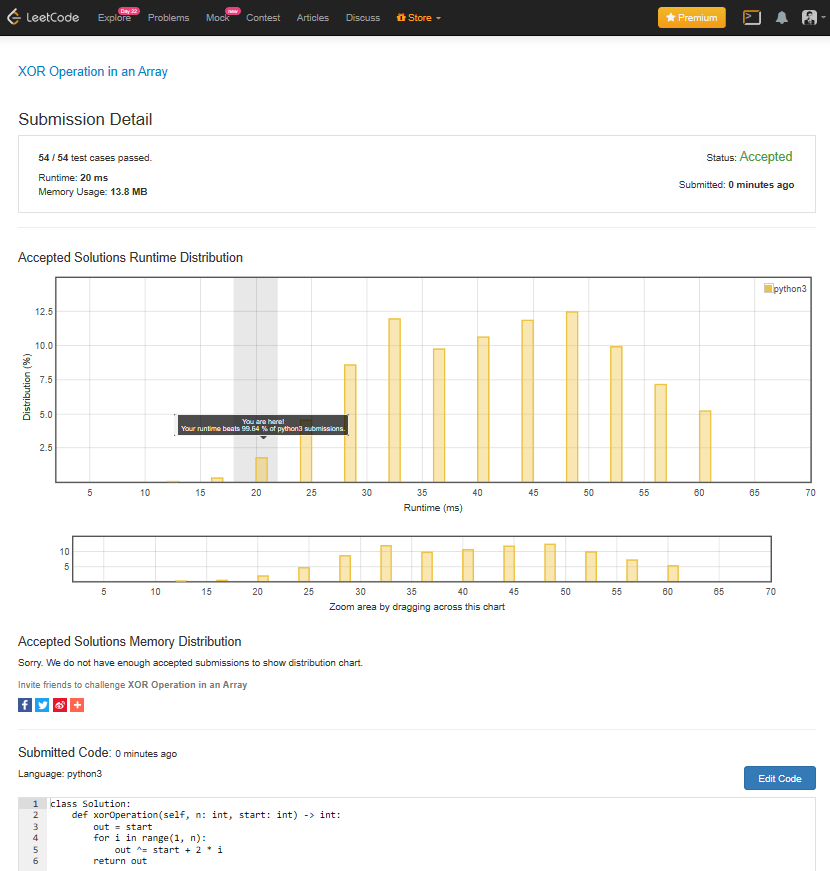 LeetCode Explore Day 22 Problems Mock new Contest Articles Discuss Store Premium
XOR Operation in an Array
Submission Detail
54 / 54 test cases passed.
Status: Accepted
Runtime: 20 ms
Memory Usage: 13.8 MB
Submitted: 0 minutes ago
Accepted Solutions Runtime Distribution
python3
12.5
10.0
7.5
5.0
2.5
Distribution (%)
You are here!
Your runtime beats 99.64 % of python3 submissions.
5 10 15 20 25 30 35 40 45 50 55 60 65 70
Runtime (ms)
10
5
5 10 15 20 25 30 35 40 45 50 55 60 65 70
Zoom area by dragging across this chart
Accepted Solutions Memory Distribution
Sorry. We do not have enough accepted submissions to show distribution chart.
Invite friends to challenge XOR Operation in an Array
Submitted Code: 0 minutes ago
Language: python3
Edit Code
1 class Solution:
2     def xorOperation(self, n: int, start: int) -> int:
3         out = start
4         for i in range(1, n):
5             out ^= start + 2 * i
6         return out